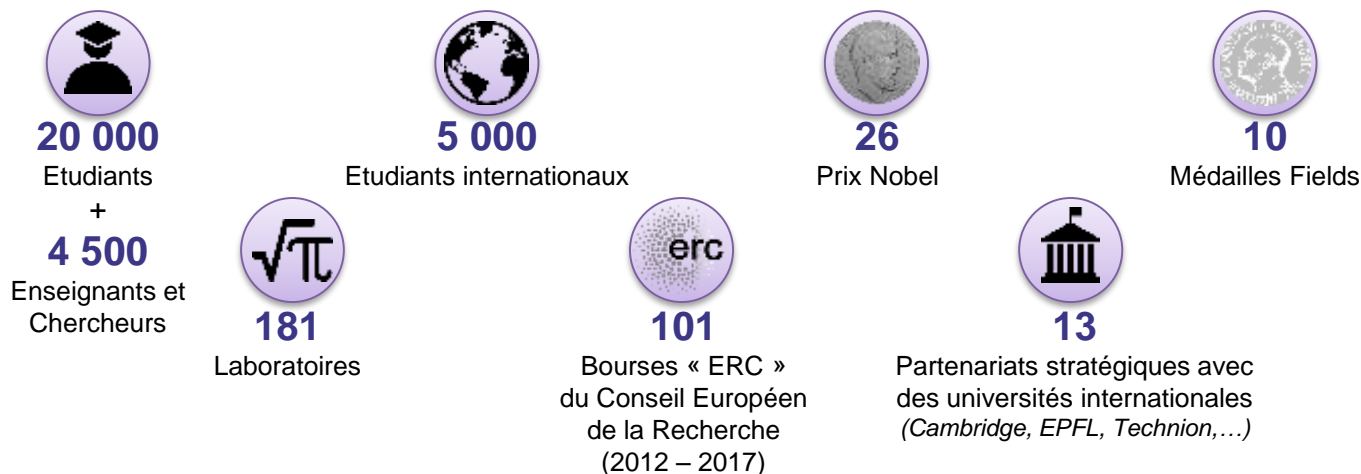 20 000
Etudiants
+
4 500
Enseignants et
Chercheurs
5 000
Etudiants internationaux
26
Prix Nobel
10
Médailles Fields
√π
181
Laboratoires
erc
101
Bourses « ERC »
du Conseil Européen
de la Recherche
(2012 – 2017)
13
Partenariats stratégiques avec
des universités internationales
(Cambridge, EPFL, Technion,…)